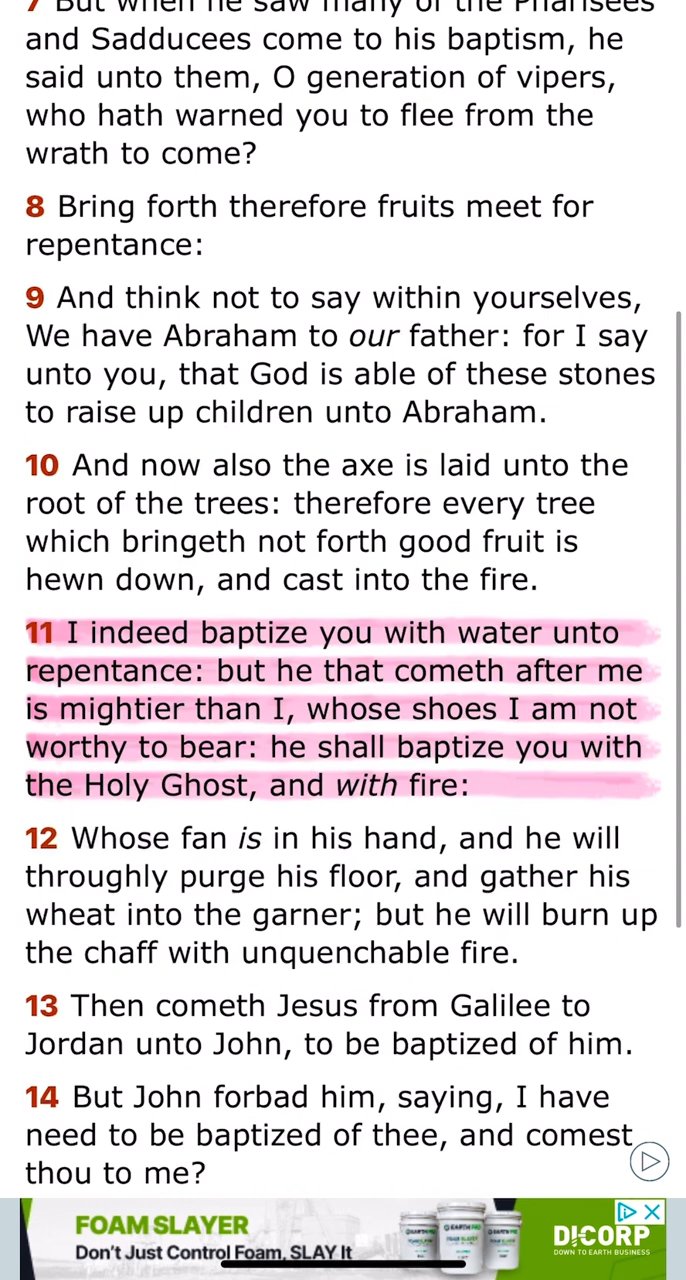 7 But when he saw many of the Pharisees
and Sadducees come to his baptism, he
said unto them, O generation of vipers,
who hath warned you to flee from the
wrath to come?
8 Bring forth therefore fruits meet for
repentance:
9 And think not to say within yourselves,
We have Abraham to our father: for I say
unto you, that God is able of these stones
to raise up children unto Abraham.
10 And now also the axe is laid unto the
root of the trees: therefore every tree
which bringeth not forth good fruit is
hewn down, and cast into the fire.
11 I indeed baptize you with water unto
repentance: but he that cometh after me
is mightier than I, whose shoes I am not
worthy to bear: he shall baptize you with
the Holy Ghost, and with fire:
12 Whose fan is in his hand, and he will
throughly purge his floor, and gather his
wheat into the garner; but he will burn up
the chaff with unquenchable fire.
13 Then cometh Jesus from Galilee to
Jordan unto John, to be baptized of him.
14 But John forbad him, saying, I have
need to be baptized of thee, and comest
thou to me?
FOAM SLAYER
Don't Just Control Foam, SLAY It
DICORP
DOWN TO EARTH BUSINESS